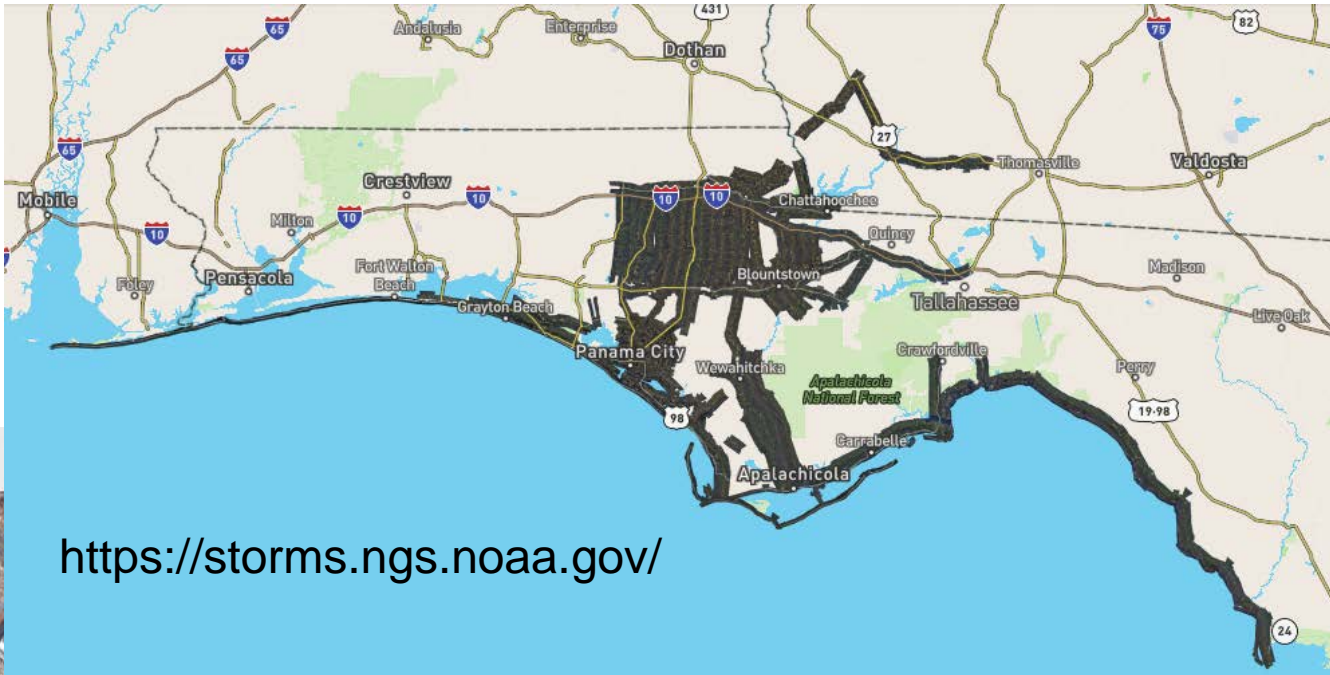 431
82
65
Andalusia
Enterprise
75
65
Dothan
27
65
Thomasville
Valdosta
Crestview
10
10
10
Mobile
Chattahoochee
10
Milton
10
Quincy
Fort Walton
Beach
Blountstown
Madison
Foley
Pensacola
Tallahassee
Grayton Beach
Live Oak
Panama City
Crawfordville
Wewahitchka
Perry
Apalachicola
National Forest
98
19-98
Carrabelle
Apalachicola
https://storms.ngs.noaa.gov/
24